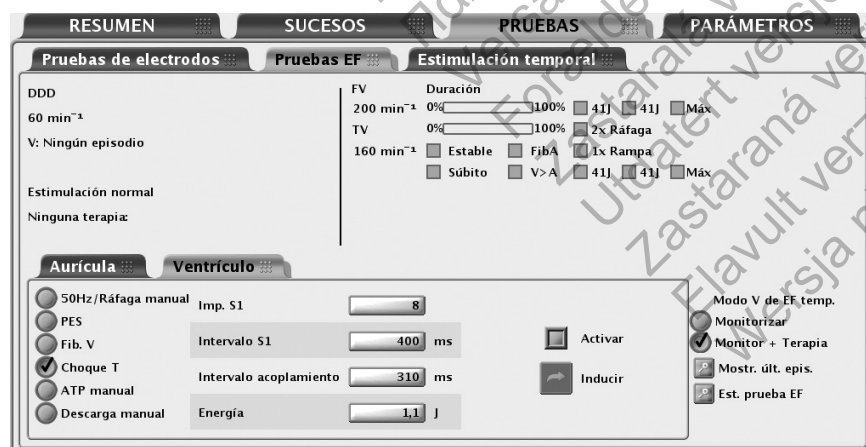 RESUMEN SUCESOS PRUEBAS PARÁMETROS
Pruebas de electrodos Pruebas EF Estimulación temporal
DDD
60 min⁻¹
V: Ningún episodio
Estimulación normal
Ninguna terapia:
FV Duración
200 min⁻¹ 0% 100% 41J 41J Máx
TV 0% 100% 2x Ráfaga
160 min⁻¹ Estable FibA 1x Rampa
Súbito V>A 41J 41J Máx
Aurícula Ventrículo
50Hz/Ráfaga manual
PES
Fib. V
Choque T
ATP manual
Descarga manual
Imp. S1 8
Intervalo S1 400 ms
Intervalo acoplamiento 310 ms
Energía 1,1 J
Activar
Inducir
Modo V de EF temp.
Monitorizar
Monitor + Terapia
Mostr. últ. epis.
Est. prueba EF
Zastaraná
Utdatert